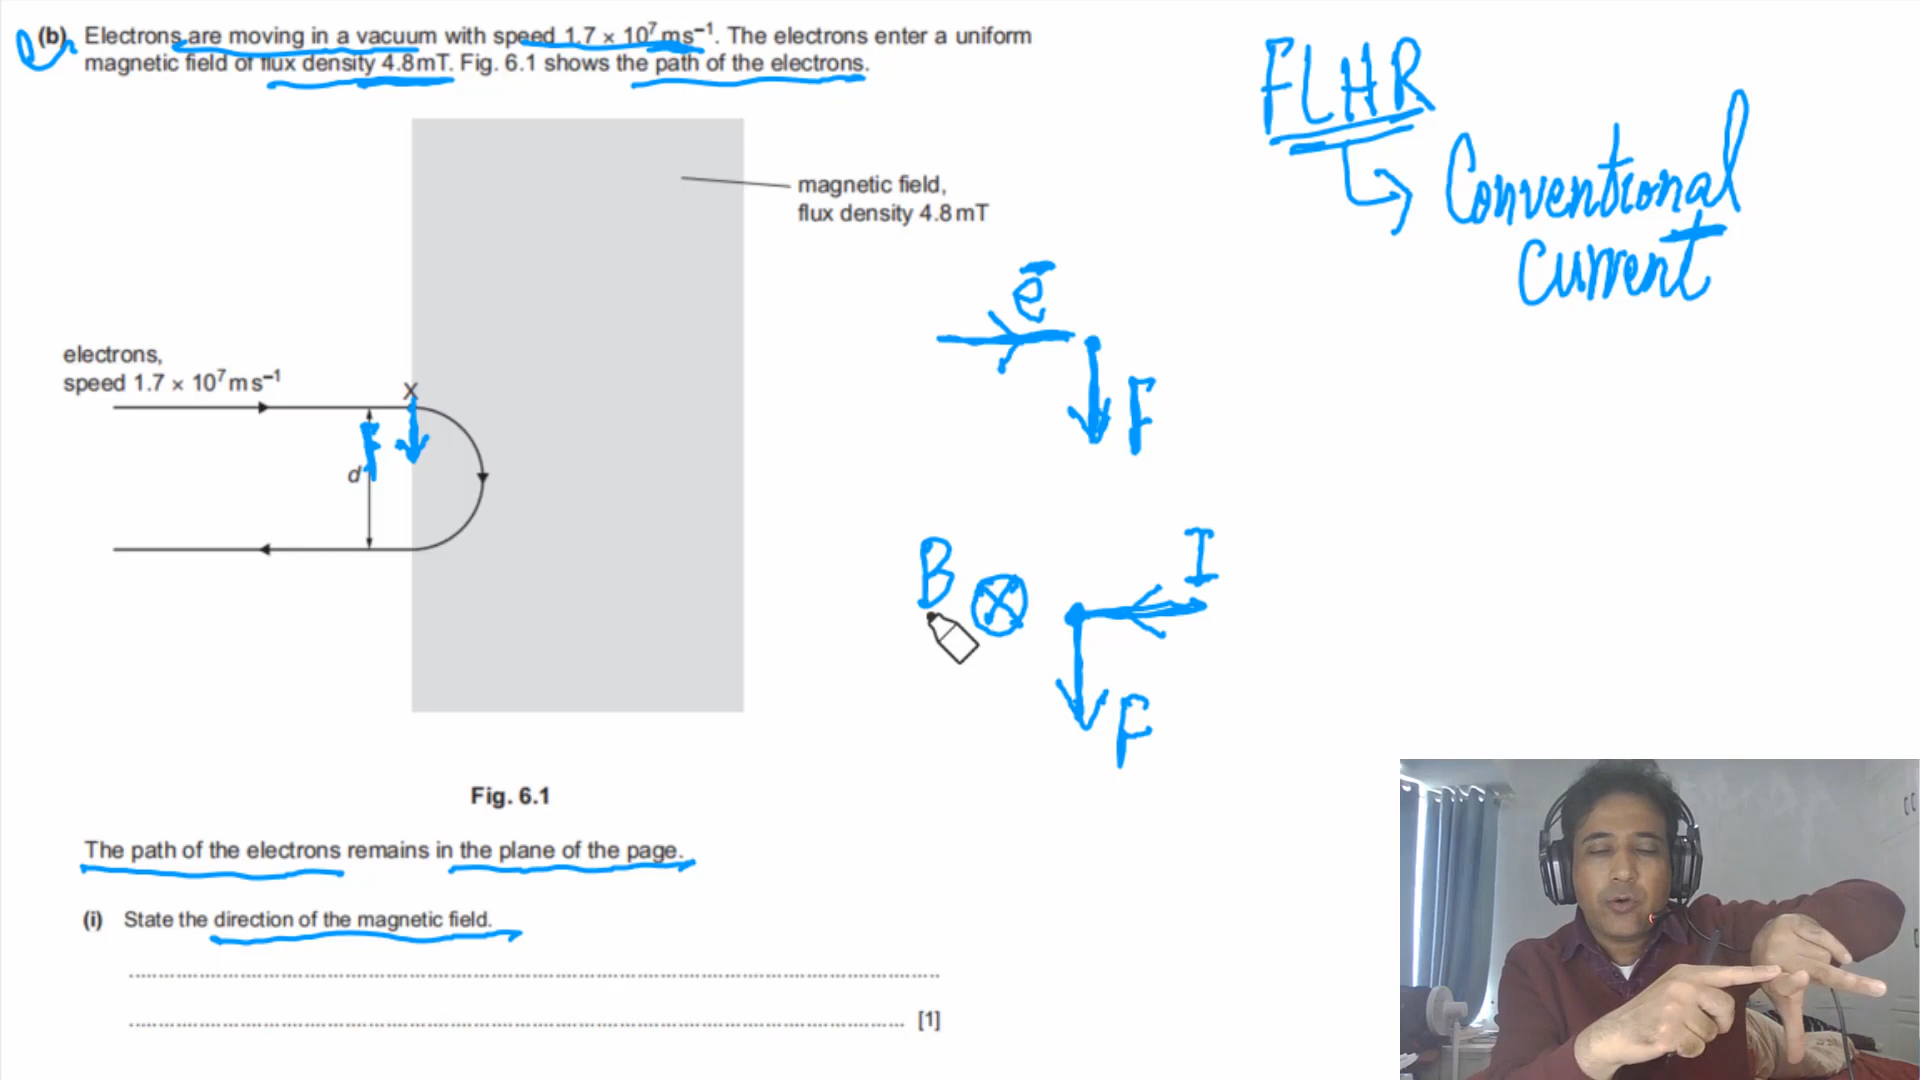 (b) Electrons are moving in a vacuum with speed 1.7 × 10⁷ m s⁻¹. The electrons enter a uniform
magnetic field of flux density 4.8 mT. Fig. 6.1 shows the path of the electrons.
FLHR
Conventional
Current
magnetic field,
flux density 4.8 mT
e⁻
F
electrons,
speed 1.7 × 10⁷ m s⁻¹
X
F
d
B
I
F
Fig. 6.1
The path of the electrons remains in the plane of the page.
(i) State the direction of the magnetic field.
[1]